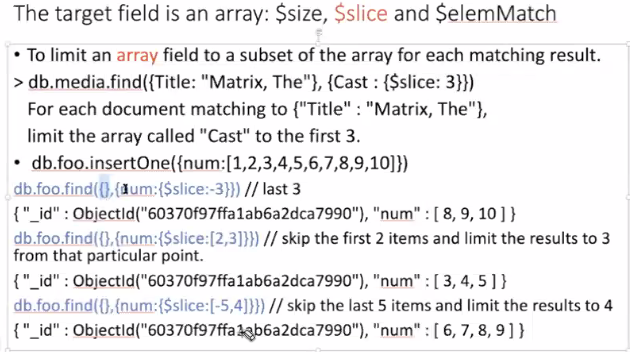 The target field is an array: $size, $slice and $elemMatch
• To limit an array field to a subset of the array for each matching result.
> db.media.find({Title: "Matrix, The"}, {Cast : {$slice: 3}})
For each document matching to {"Title" : "Matrix, The"},
limit the array called "Cast" to the first 3.
• db.foo.insertOne({num:[1,2,3,4,5,6,7,8,9,10]})
db.foo.find({},{num:{$slice:-3}}) // last 3
{ "_id" : ObjectId("60370f97ffa1ab6a2dca7990"), "num" : [ 8, 9, 10 ] }
db.foo.find({},{num:{$slice:[2,3]}}) // skip the first 2 items and limit the results to 3
from that particular point.
{ "_id" : ObjectId("60370f97ffa1ab6a2dca7990"), "num" : [ 3, 4, 5 ] }
db.foo.find({},{num:{$slice:[-5,4]}}) // skip the last 5 items and limit the results to 4
{ "_id" : ObjectId("60370f97ffa1ab6a2dca7990"), "num" : [ 6, 7, 8, 9 ] }